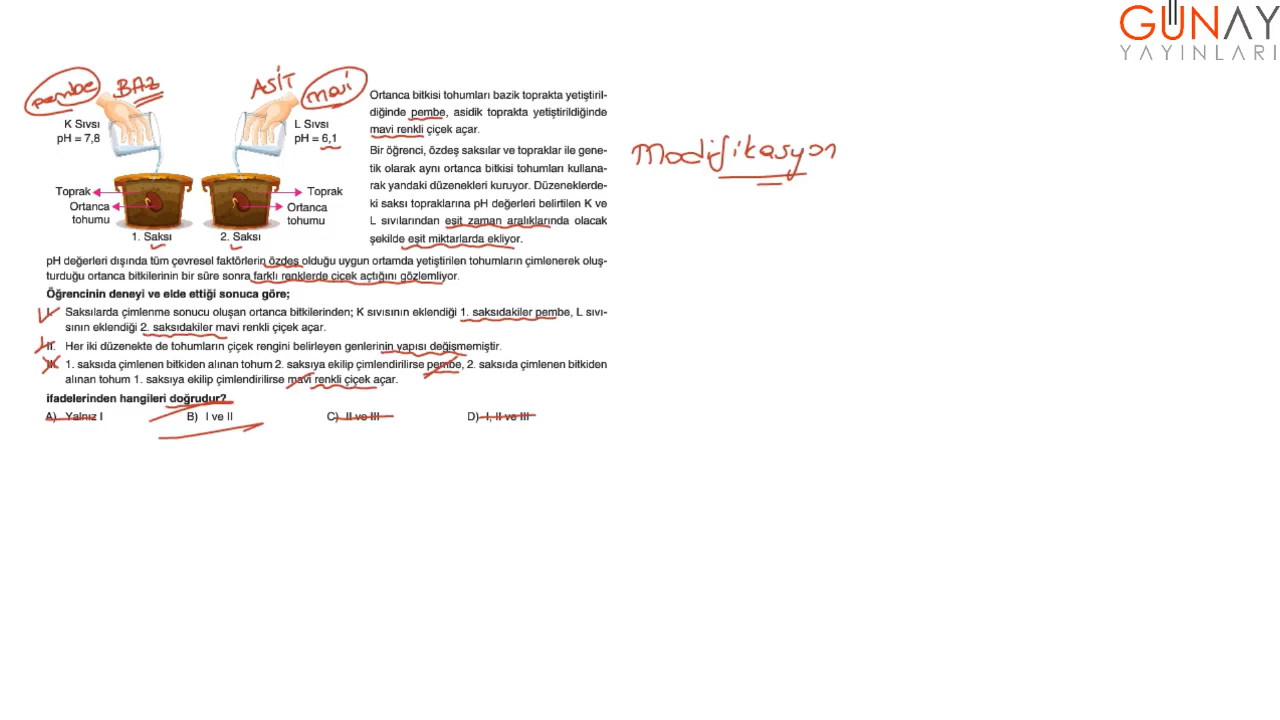 GÜNAY
YAYINLARI
pembe BAZ
ASİT mavi
K Sıvsı
pH = 7,8
L Sıvsı
pH = 6,1
Toprak
Ortanca
tohumu
Toprak
Ortanca
tohumu
1. Saksı
2. Saksı
Ortanca bitkisi tohumları bazik toprakta yetiştiril-
diğinde pembe, asidik toprakta yetiştirildiğinde
mavi renkli çiçek açar.
Bir öğrenci, özdeş saksılar ve topraklar ile gene-
tik olarak aynı ortanca bitkisi tohumları kullana-
rak yandaki düzenekleri kuruyor. Düzeneklerde-
ki saksı topraklarına pH değerleri belirtilen K ve
L sıvılarından eşit zaman aralıklarında olacak
şekilde eşit miktarlarda ekliyor.
Modifikasyon
pH değerleri dışında tüm çevresel faktörlerin özdeş olduğu uygun ortamda yetiştirilen tohumların çimlenerek oluş-
turduğu ortanca bitkilerinin bir süre sonra farklı renklerde çiçek açtığını gözlemliyor.
Öğrencinin deneyi ve elde ettiği sonuca göre;
I. Saksılarda çimlenme sonucu oluşan ortanca bitkilerinden; K sıvısının eklendiği 1. saksıdakiler pembe, L sıvı-
sının eklendiği 2. saksıdakiler mavi renkli çiçek açar.
II. Her iki düzenekte de tohumların çiçek rengini belirleyen genlerinin yapısı değişmemiştir.
III. 1. saksıda çimlenen bitkiden alınan tohum 2. saksıya ekilip çimlendirilirse pembe, 2. saksıda çimlenen bitkiden
alınan tohum 1. saksıya ekilip çimlendirilirse mavi renkli çiçek açar.
ifadelerinden hangileri doğrudur?
A) Yalnız I B) I ve II C) II ve III D) I, II ve III